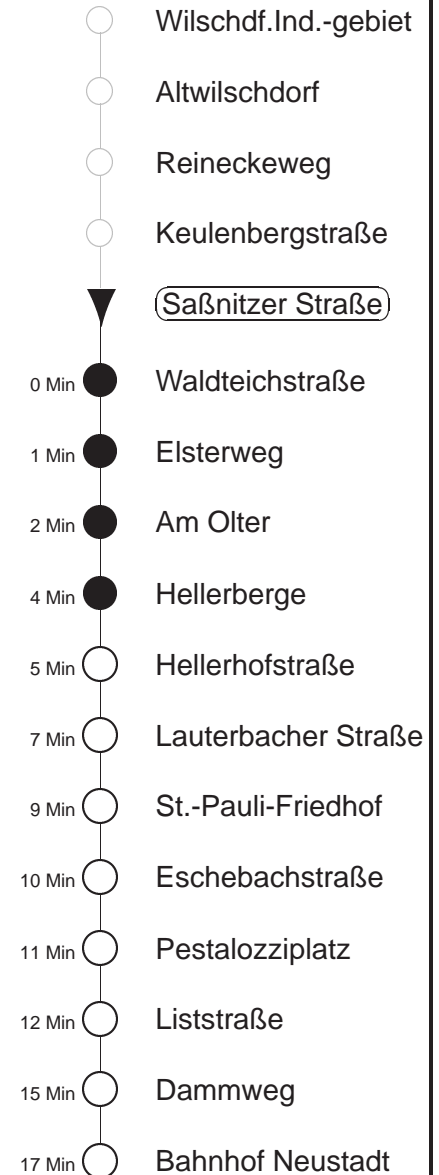 Wilschdf.Ind.-gebiet
Altwilschdorf
Reineckeweg
Keulenbergstraße
Saßnitzer Straße
0 Min Waldteichstraße
1 Min Elsterweg
2 Min Am Olter
4 Min Hellerberge
5 Min Hellerhofstraße
7 Min Lauterbacher Straße
9 Min St.-Pauli-Friedhof
10 Min Eschebachstraße
11 Min Pestalozziplatz
12 Min Liststraße
15 Min Dammweg
17 Min Bahnhof Neustadt